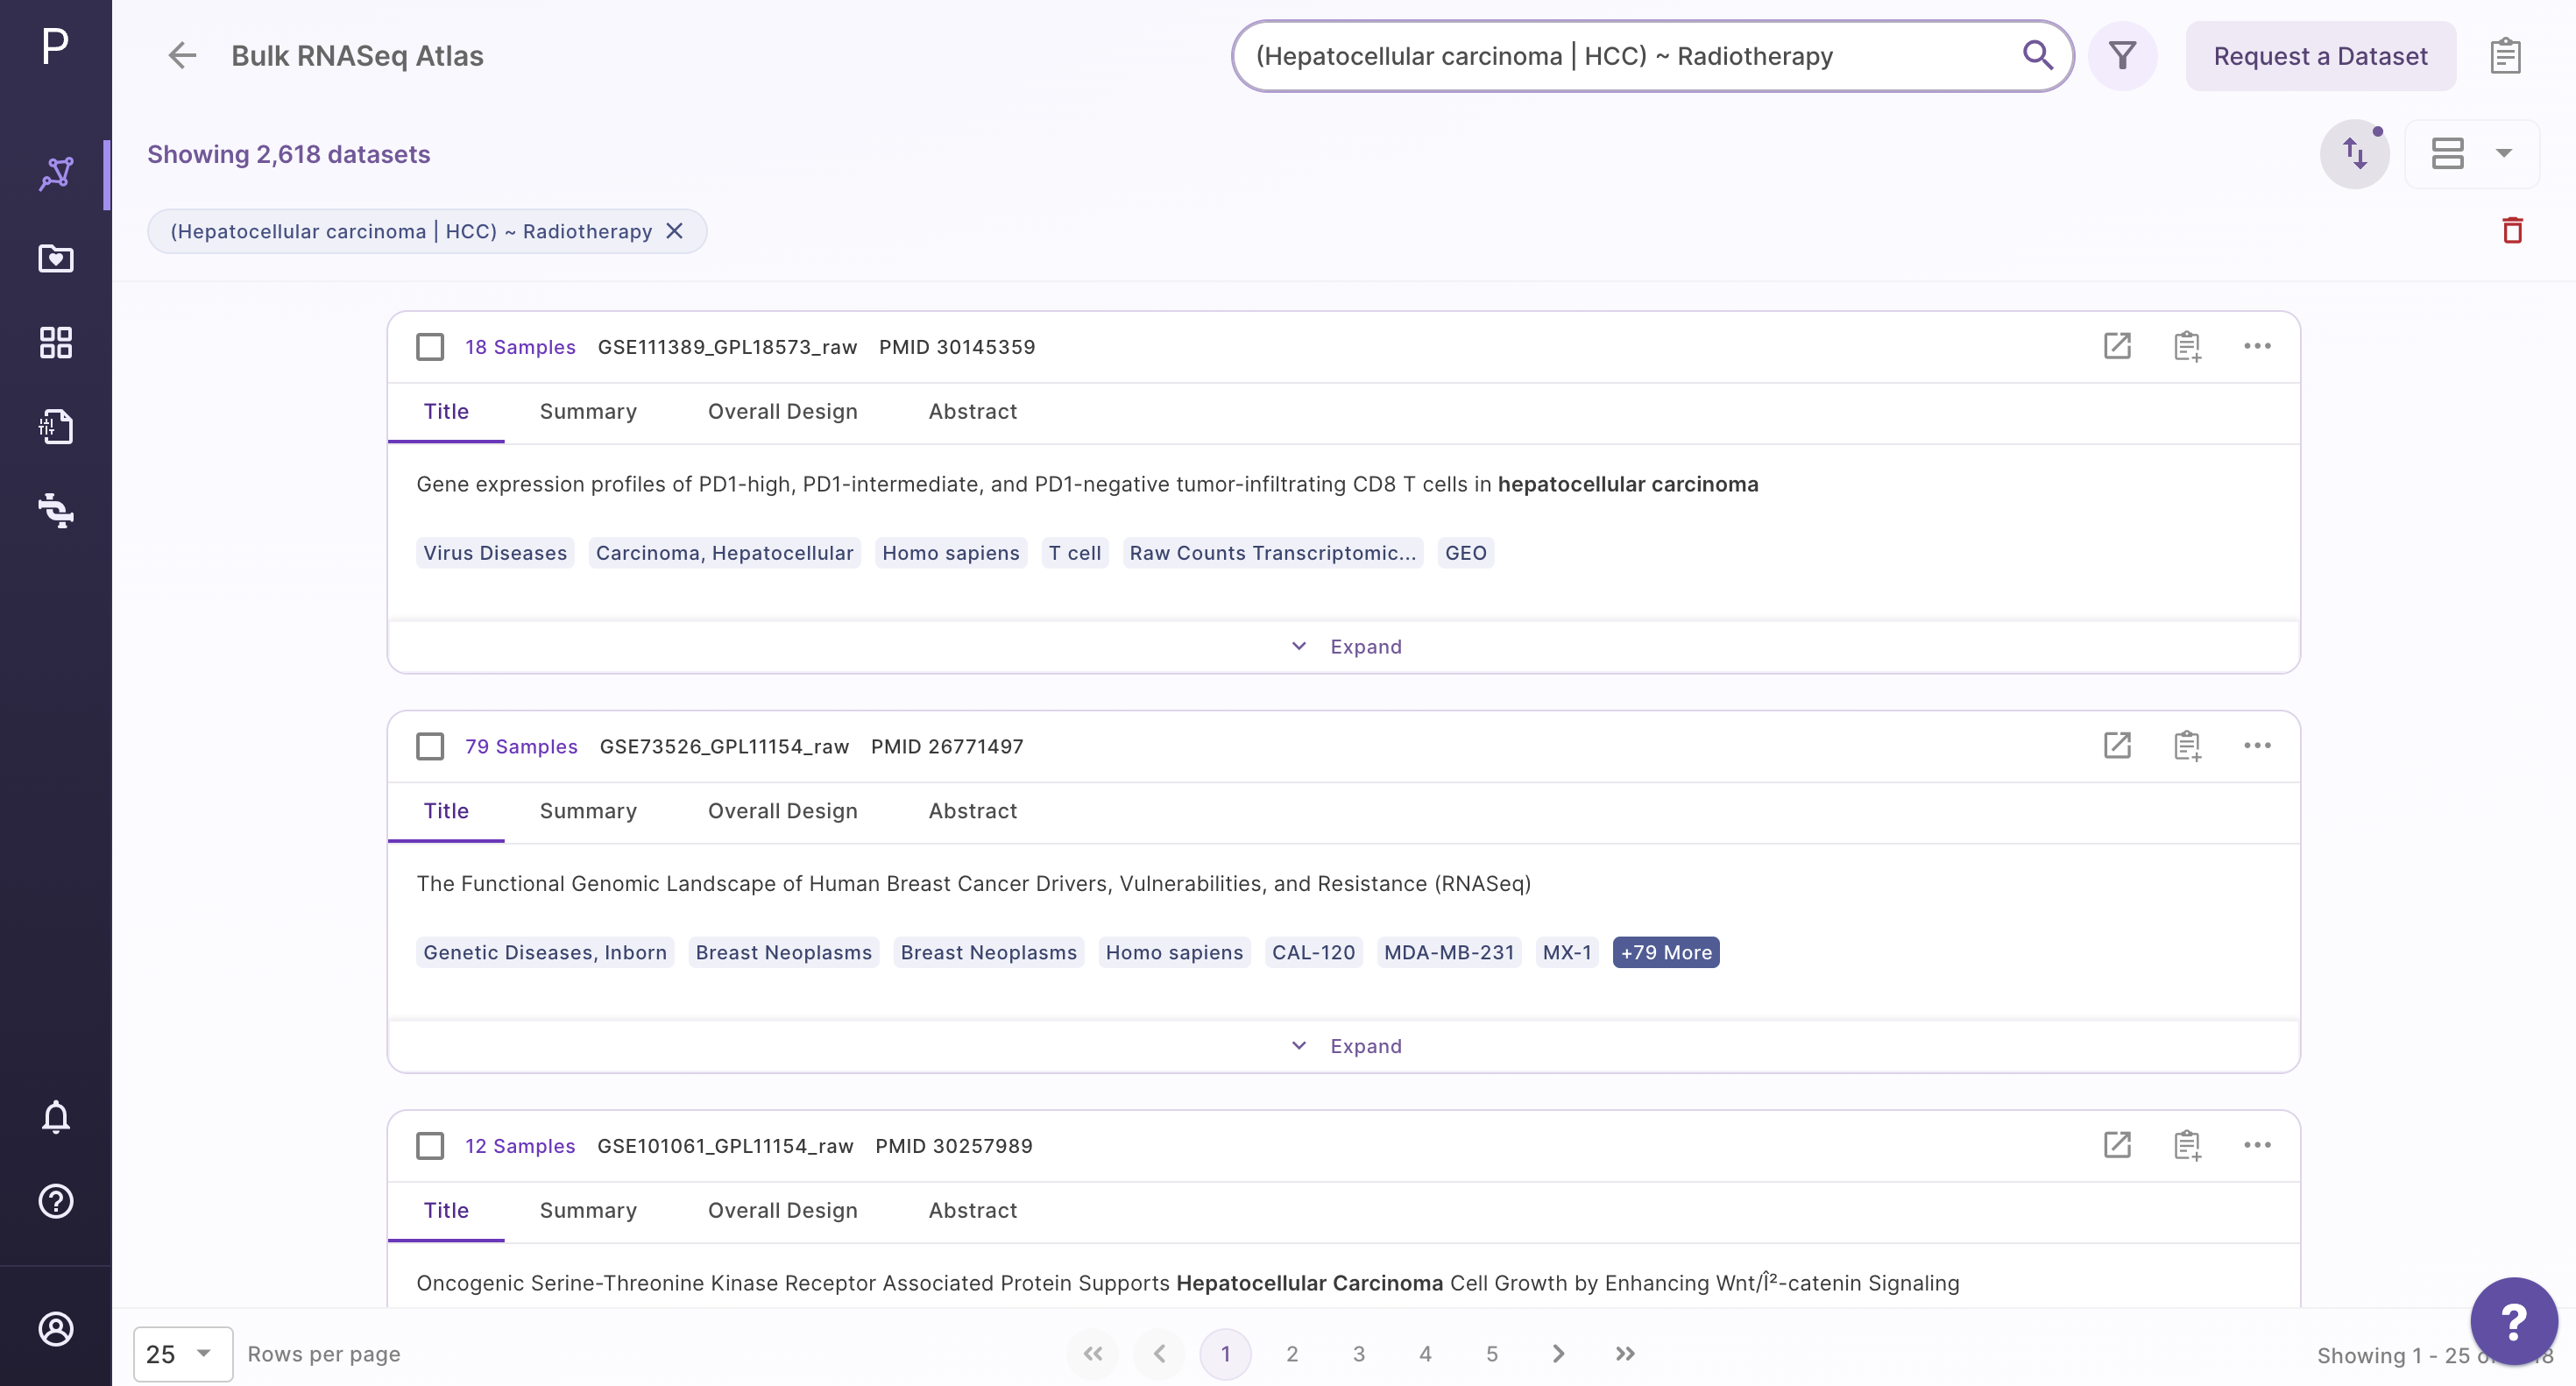 P
Bulk RNASeq Atlas
(Hepatocellular carcinoma | HCC) ~ Radiotherapy
Request a Dataset
Showing 2,618 datasets
(Hepatocellular carcinoma | HCC) ~ Radiotherapy
18 Samples GSE111389_GPL18573_raw PMID 30145359
Title Summary Overall Design Abstract
Gene expression profiles of PD1-high, PD1-intermediate, and PD1-negative tumor-infiltrating CD8 T cells in hepatocellular carcinoma
Virus Diseases Carcinoma, Hepatocellular Homo sapiens T cell Raw Counts Transcriptomic... GEO
Expand
79 Samples GSE73526_GPL11154_raw PMID 26771497
Title Summary Overall Design Abstract
The Functional Genomic Landscape of Human Breast Cancer Drivers, Vulnerabilities, and Resistance (RNASeq)
Genetic Diseases, Inborn Breast Neoplasms Breast Neoplasms Homo sapiens CAL-120 MDA-MB-231 MX-1 +79 More
Expand
12 Samples GSE101061_GPL11154_raw PMID 30257989
Title Summary Overall Design Abstract
Oncogenic Serine-Threonine Kinase Receptor Associated Protein Supports Hepatocellular Carcinoma Cell Growth by Enhancing Wnt/Î²-catenin Signaling
25 Rows per page
1 2 3 4 5
Showing 1 - 25
?